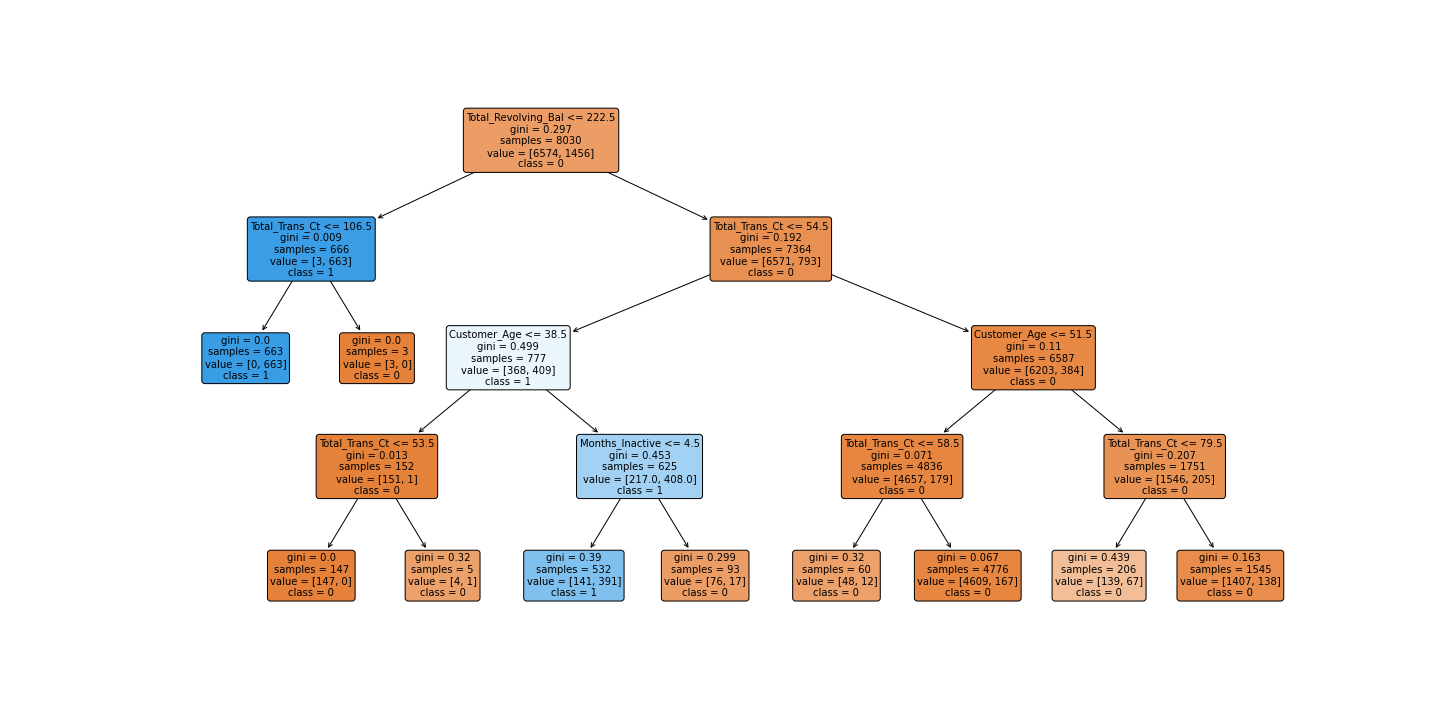 Total_Revolving_Bal <= 222.5
gini = 0.297
samples = 8030
value = [6574, 1456]
class = 0
Total_Trans_Ct <= 106.5
gini = 0.009
samples = 666
value = [3, 663]
class = 1
Total_Trans_Ct <= 54.5
gini = 0.192
samples = 7364
value = [6571, 793]
class = 0
gini = 0.0
samples = 663
value = [0, 663]
class = 1
gini = 0.0
samples = 3
value = [3, 0]
class = 0
Customer_Age <= 38.5
gini = 0.499
samples = 777
value = [368, 409]
class = 1
Customer_Age <= 51.5
gini = 0.11
samples = 6587
value = [6203, 384]
class = 0
Total_Trans_Ct <= 53.5
gini = 0.013
samples = 152
value = [151, 1]
class = 0
Months_Inactive <= 4.5
gini = 0.453
samples = 625
value = [217.0, 408.0]
class = 1
Total_Trans_Ct <= 58.5
gini = 0.071
samples = 4836
value = [4657, 179]
class = 0
Total_Trans_Ct <= 79.5
gini = 0.207
samples = 1751
value = [1546, 205]
class = 0
gini = 0.0
samples = 147
value = [147, 0]
class = 0
gini = 0.32
samples = 5
value = [4, 1]
class = 0
gini = 0.39
samples = 532
value = [141, 391]
class = 1
gini = 0.299
samples = 93
value = [76, 17]
class = 0
gini = 0.32
samples = 60
value = [48, 12]
class = 0
gini = 0.067
samples = 4776
value = [4609, 167]
class = 0
gini = 0.439
samples = 206
value = [139, 67]
class = 0
gini = 0.163
samples = 1545
value = [1407, 138]
class = 0